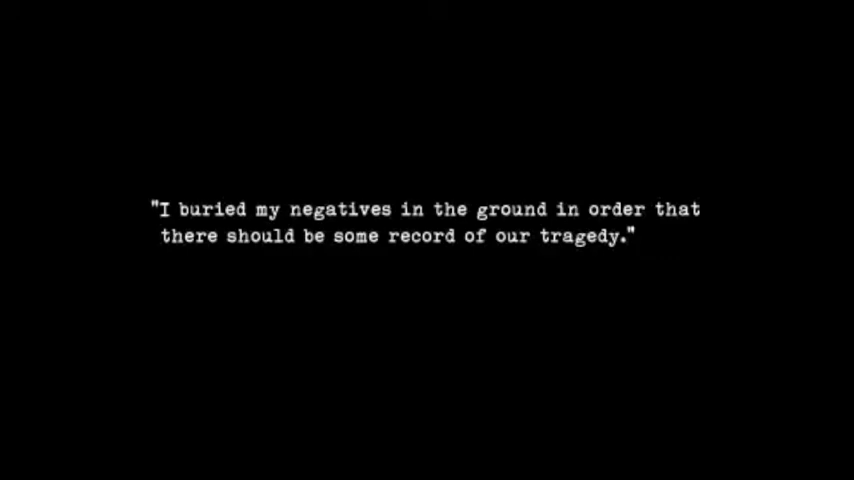 "I buried my negatives in the ground in order that
there should be some record of our tragedy."